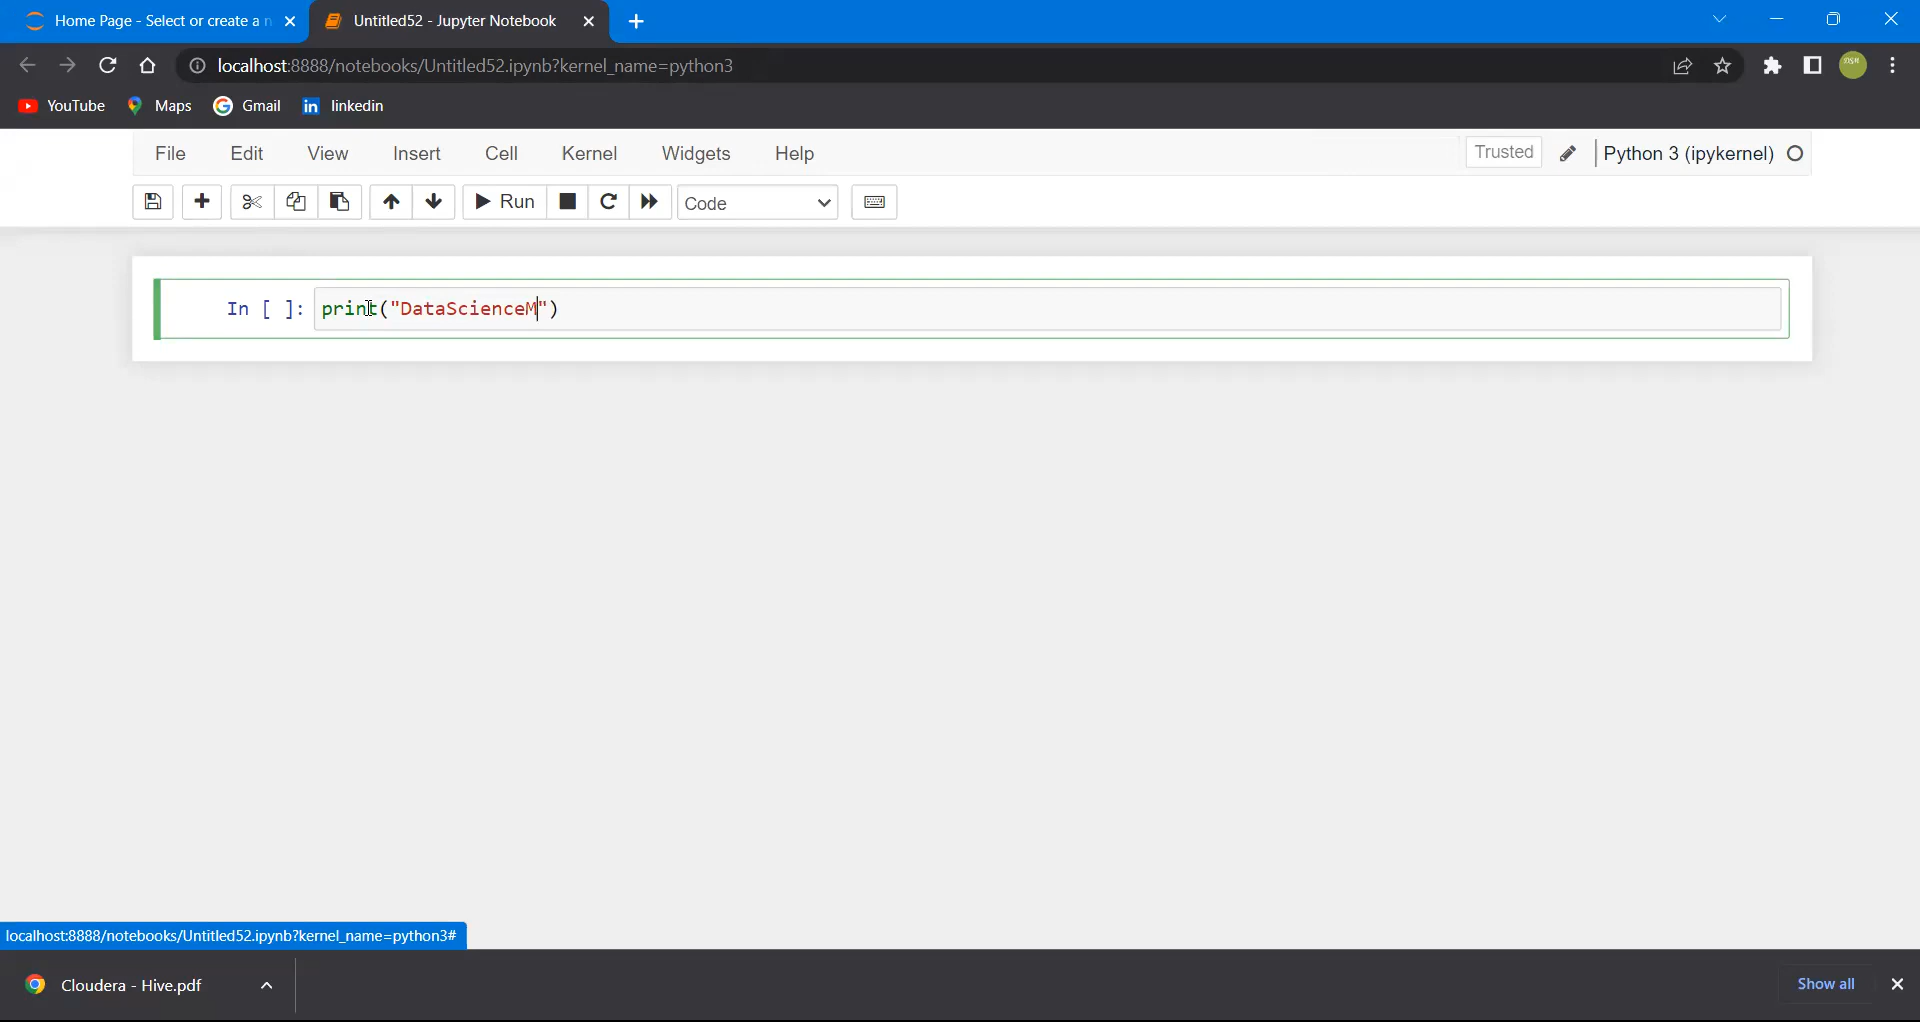 Home Page - Select or create a n
Untitled52 - Jupyter Notebook
localhost:8888/notebooks/Untitled52.ipynb?kernel_name=python3
YouTube Maps Gmail in linkedin
File Edit View Insert Cell Kernel Widgets Help Trusted Python 3 (ipykernel)
Run Code
In [ ]: print("DataScienceM")
localhost:8888/notebooks/Untitled52.ipynb?kernel_name=python3#
Cloudera - Hive.pdf Show all